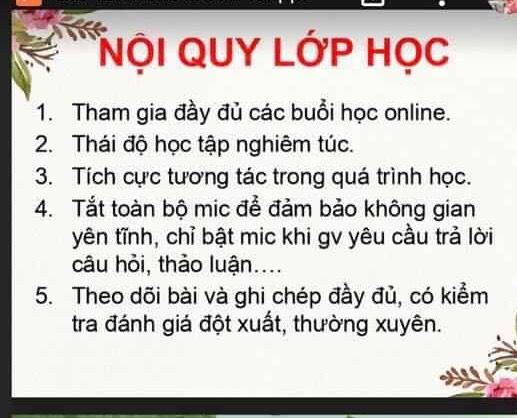 NỘI QUY LỚP HỌC
1. Tham gia đầy đủ các buổi học online.
2. Thái độ học tập nghiêm túc.
3. Tích cực tương tác trong quá trình học.
4. Tắt toàn bộ mic để đảm bảo không gian
yên tĩnh, chỉ bật mic khi gv yêu cầu trả lời
câu hỏi, thảo luận....
5. Theo dõi bài và ghi chép đầy đủ, có kiểm
tra đánh giá đột xuất, thường xuyên.